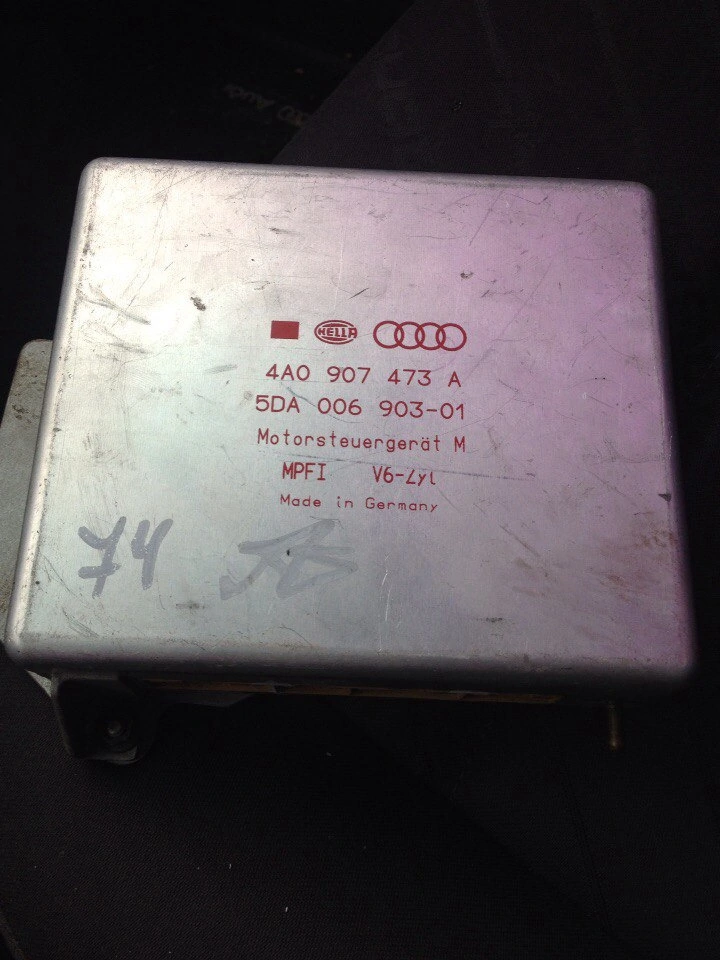 HELLA
4A0 907 473 A
5DA 006 903-01
Motorsteuergerät M
MPFI V6-Zyl
Made in Germany
74